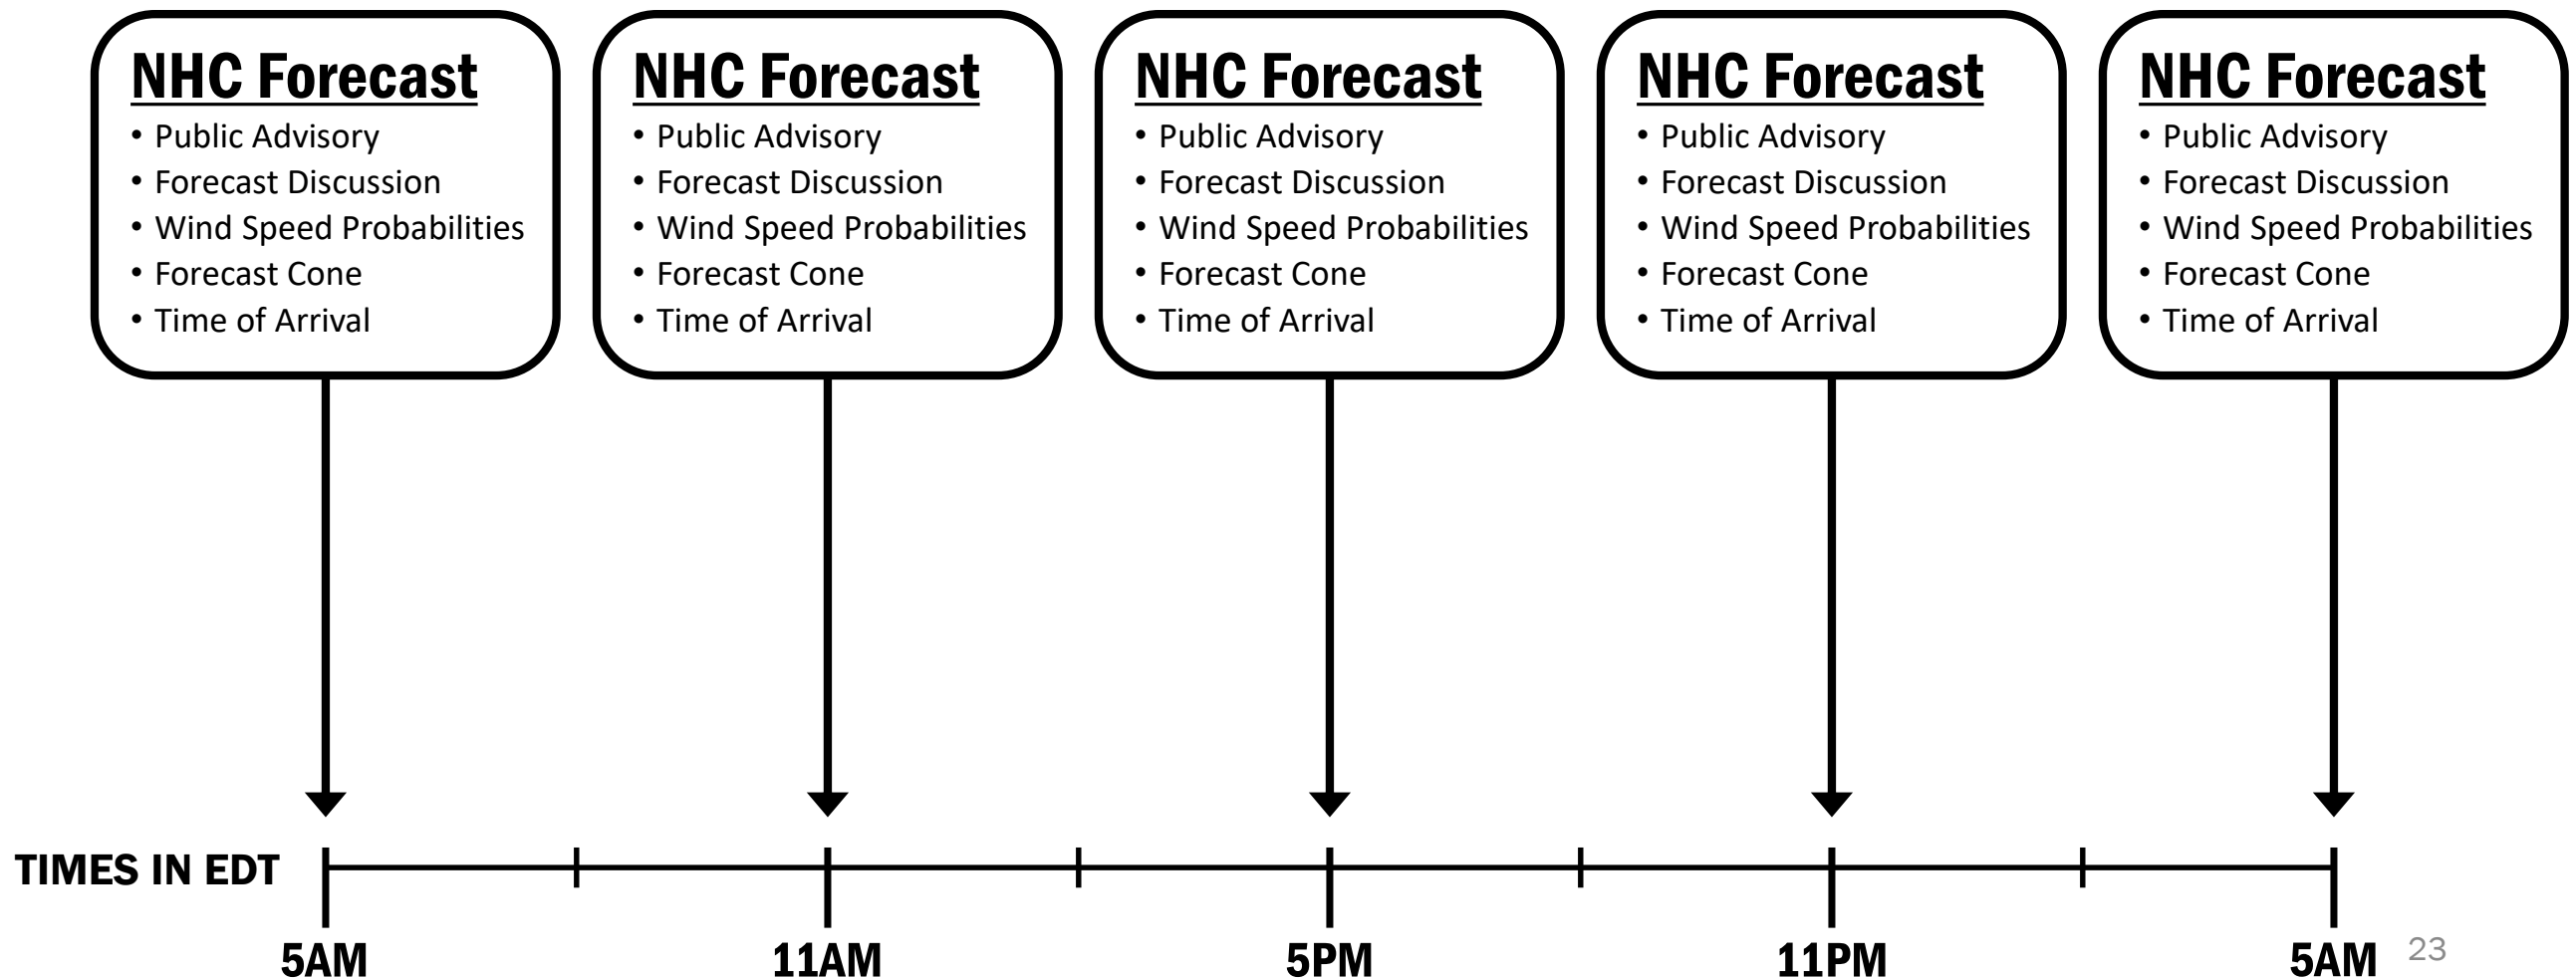 NHC Forecast
• Public Advisory
• Forecast Discussion
• Wind Speed Probabilities
• Forecast Cone
• Time of Arrival
NHC Forecast
• Public Advisory
• Forecast Discussion
• Wind Speed Probabilities
• Forecast Cone
• Time of Arrival
NHC Forecast
• Public Advisory
• Forecast Discussion
• Wind Speed Probabilities
• Forecast Cone
• Time of Arrival
NHC Forecast
• Public Advisory
• Forecast Discussion
• Wind Speed Probabilities
• Forecast Cone
• Time of Arrival
NHC Forecast
• Public Advisory
• Forecast Discussion
• Wind Speed Probabilities
• Forecast Cone
• Time of Arrival
TIMES IN EDT
5AM
11AM
5PM
11PM
5AM
23